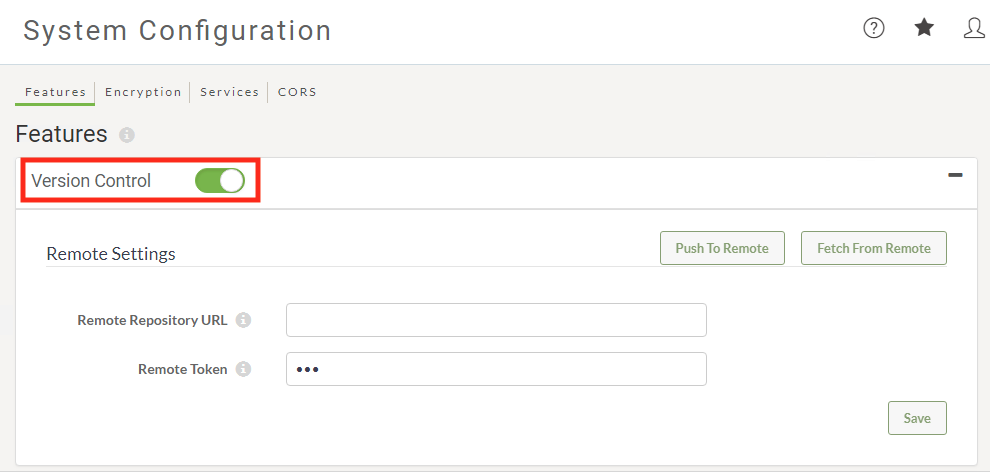 System Configuration
Features Encryption Services CORS
Features
Version Control
Remote Settings Push To Remote Fetch From Remote
Remote Repository URL
Remote Token •••
Save